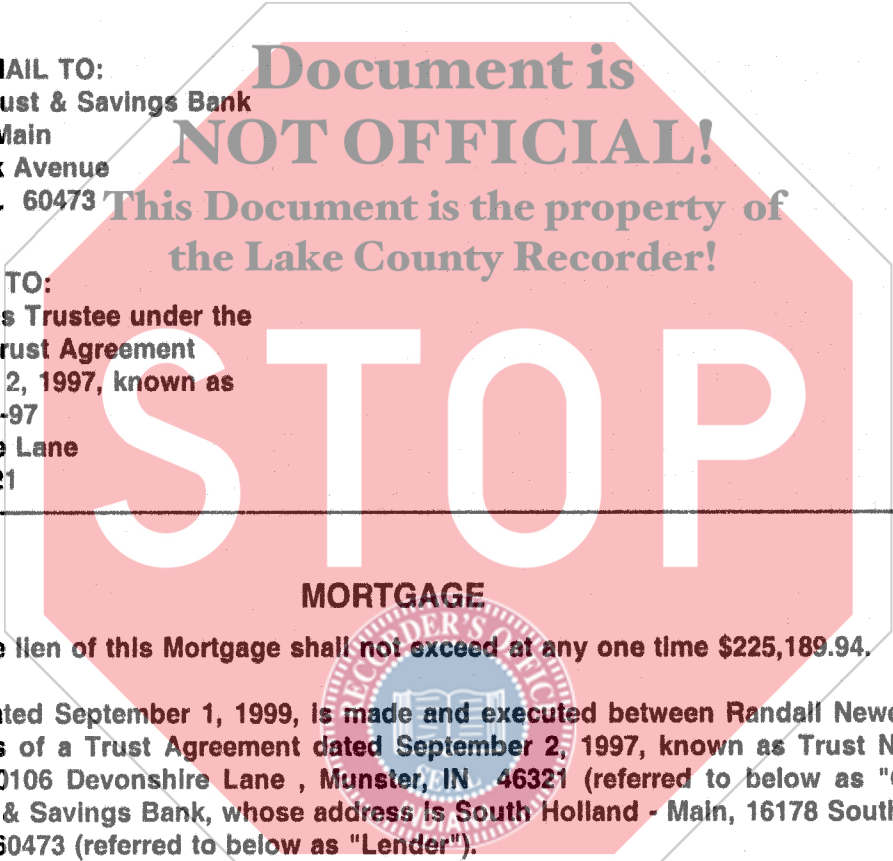 AIL TO:
ust & Savings Bank
Main
Avenue
60473
Document is
NOT OFFICIAL!
This Document is the property of
the Lake County Recorder!
TO:
s Trustee under the
rust Agreement
2, 1997, known as
-97
Lane
STOP
MORTGAGE
lien of this Mortgage shall not exceed at any one time $225,189.94.
ted September 1, 1999, is made and executed between Randall Newe
s of a Trust Agreement dated September 2, 1997, known as Trust N
0106 Devonshire Lane , Munster, IN 46321 (referred to below as "
& Savings Bank, whose address is South Holland - Main, 16178 South
60473 (referred to below as "Lender").
RECORDER'S OFFICE